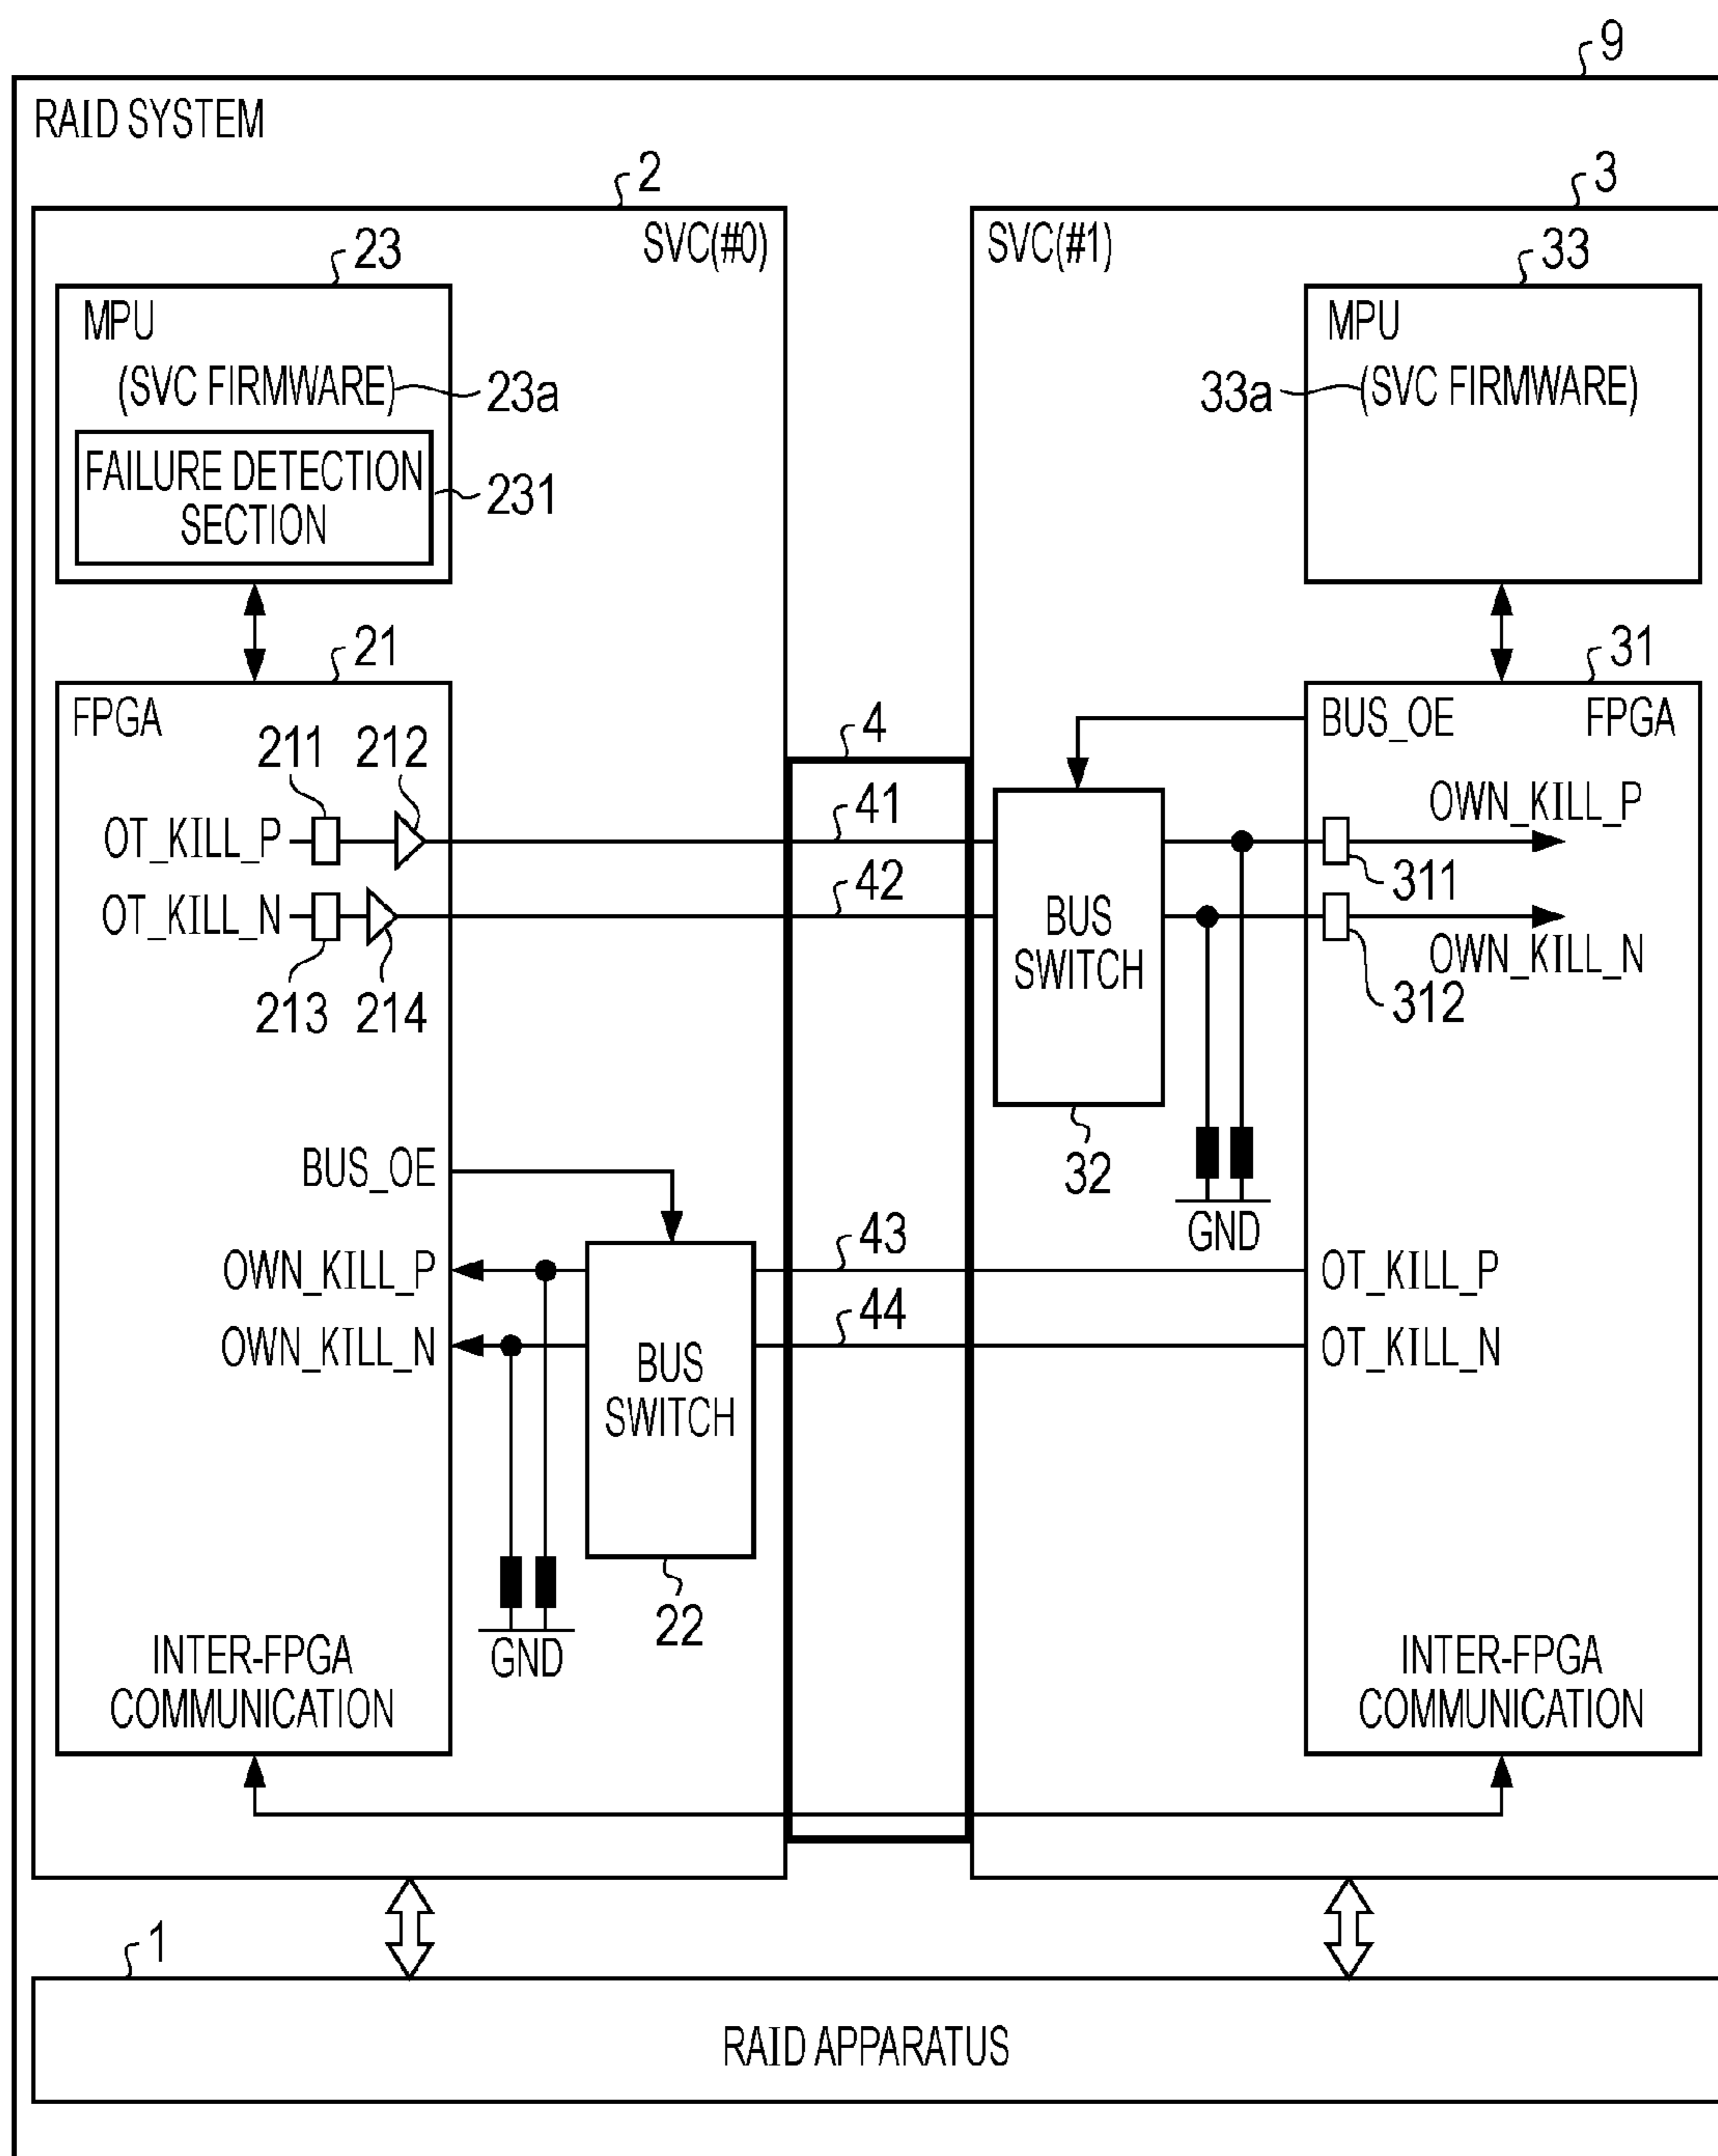 9
RAID SYSTEM
2
3
SVC(#0)
SVC(#1)
23
33
MPU
(SVC FIRMWARE)
23a
FAILURE DETECTION
SECTION
231
MPU
33a
(SVC FIRMWARE)
21
31
FPGA
211
212
OT_KILL_P
OT_KILL_N
213
214
4
41
42
BUS
SWITCH
32
BUS_OE
FPGA
OWN_KILL_P
311
OWN_KILL_N
312
GND
BUS_OE
OWN_KILL_P
OWN_KILL_N
BUS
SWITCH
22
GND
43
44
OT_KILL_P
OT_KILL_N
INTER-FPGA
COMMUNICATION
INTER-FPGA
COMMUNICATION
1
RAID APPARATUS